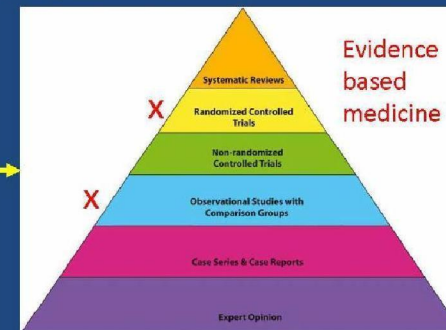 Evidence
based
medicine
Systematic Reviews
X
Randomized Controlled
Trials
Non-randomized
Controlled Trials
X
Observational Studies with
Comparison Groups
Case Series & Case Reports
Expert Opinion